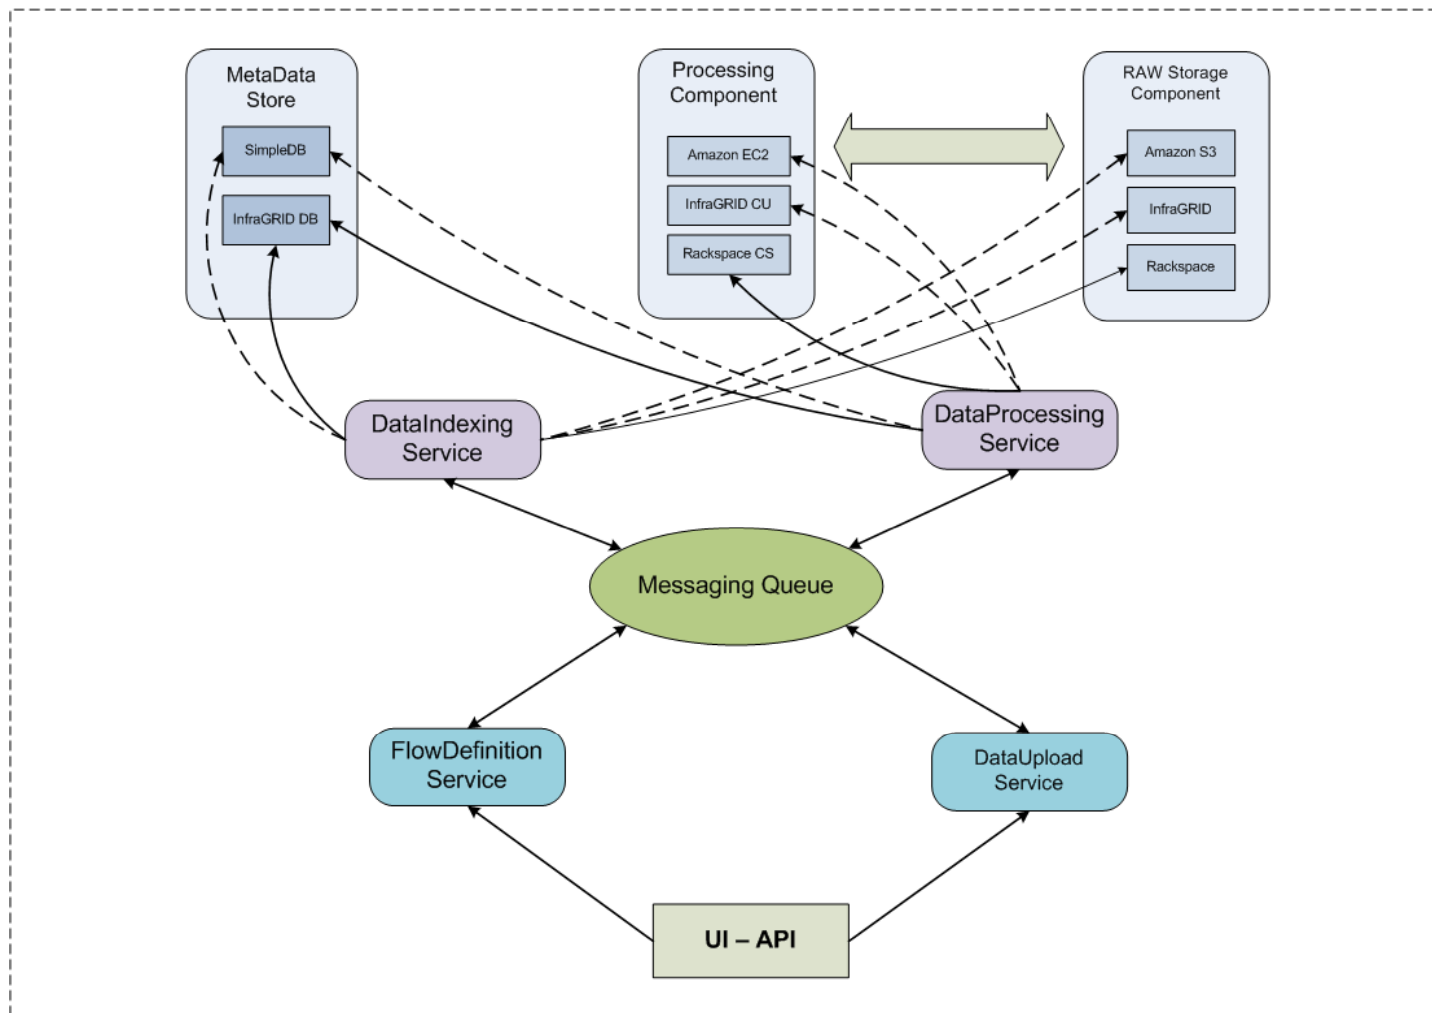 MetaData
Store
SimpleDB
InfraGRID DB
Processing
Component
Amazon EC2
InfraGRID CU
Rackspace CS
RAW Storage
Component
Amazon S3
InfraGRID
Rackspace
DataIndexing
Service
DataProcessing
Service
Messaging Queue
FlowDefinition
Service
DataUpload
Service
UI – API